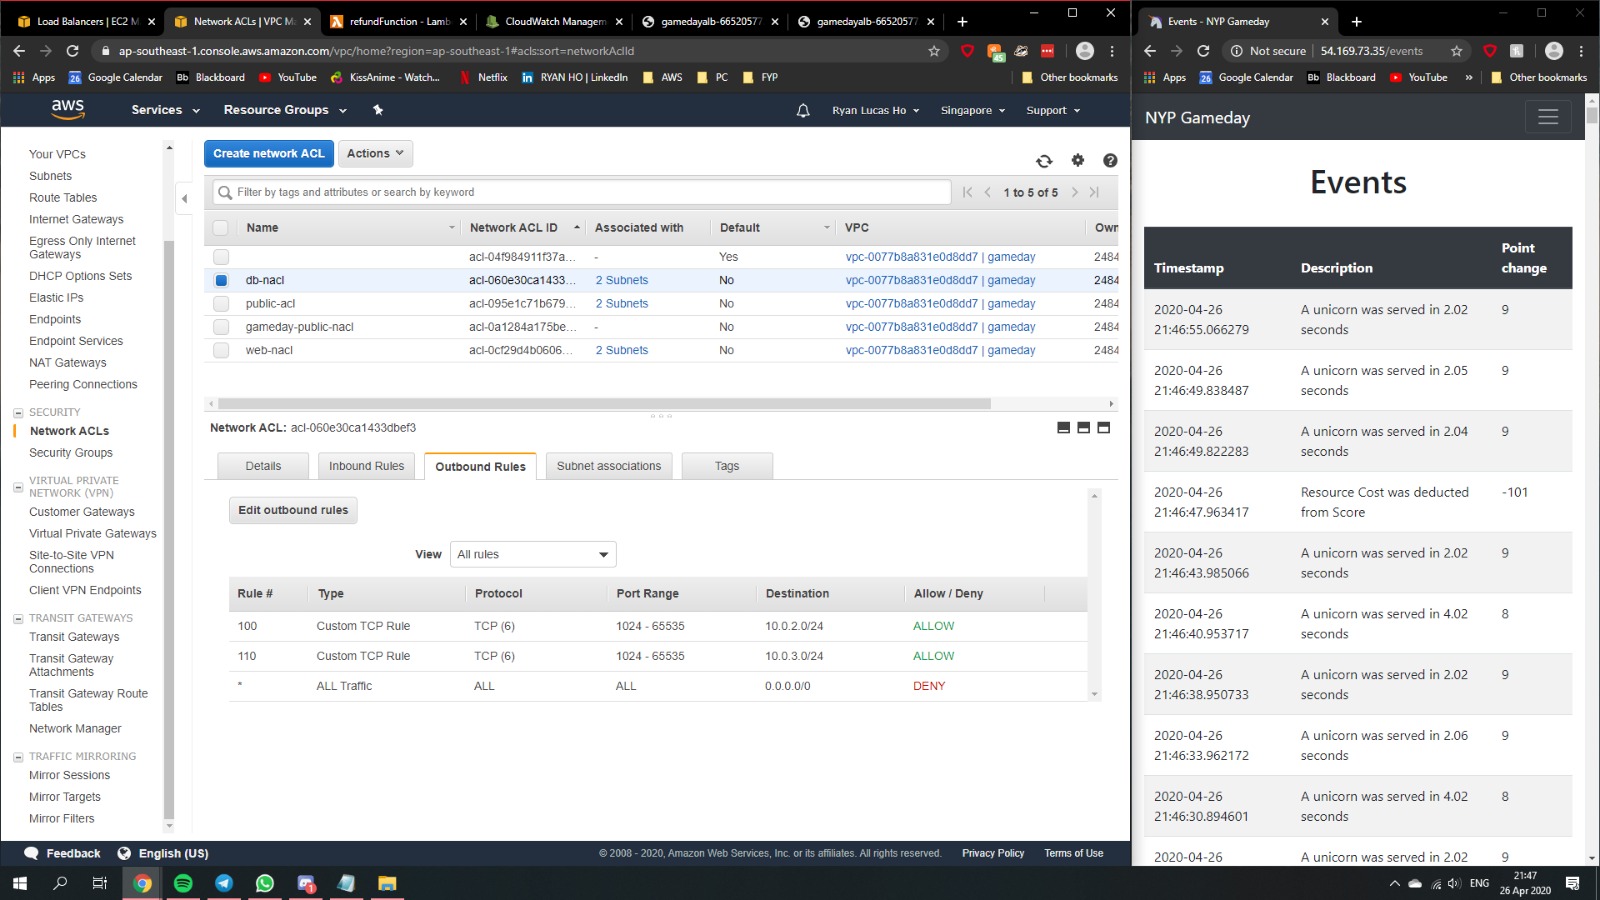 Load Balancers | EC2 M
Network ACLs | VPC M
refundFunction - Lamb
CloudWatch Managem
gamedayalb-66520577
gamedayalb-66520577
ap-southeast-1.console.aws.amazon.com/vpc/home?region=ap-southeast-1#acls:sort=networkAclId
45
Apps
26
Google Calendar
Bb
Blackboard
YouTube
KissAnime - Watch...
Netflix
RYAN HO | LinkedIn
AWS
PC
FYP
Other bookmarks
aws
Services
Resource Groups
Ryan Lucas Ho
Singapore
Support
Your VPCs
Subnets
Route Tables
Internet Gateways
Egress Only Internet
Gateways
DHCP Options Sets
Elastic IPs
Endpoints
Endpoint Services
NAT Gateways
Peering Connections
SECURITY
Network ACLs
Security Groups
VIRTUAL PRIVATE
NETWORK (VPN)
Customer Gateways
Virtual Private Gateways
Site-to-Site VPN
Connections
Client VPN Endpoints
TRANSIT GATEWAYS
Transit Gateways
Transit Gateway
Attachments
Transit Gateway Route
Tables
Network Manager
TRAFFIC MIRRORING
Mirror Sessions
Mirror Targets
Mirror Filters
Create network ACL
Actions
Filter by tags and attributes or search by keyword
1 to 5 of 5
Name Network ACL ID Associated with Default VPC Own
acl-04f984911f37a... - Yes vpc-0077b8a831e0d8dd7 | gameday 2484
db-nacl acl-060e30ca1433... 2 Subnets No vpc-0077b8a831e0d8dd7 | gameday 2484
public-acl acl-095e1c71b679... 2 Subnets No vpc-0077b8a831e0d8dd7 | gameday 2484
gameday-public-nacl acl-0a1284a175be... - No vpc-0077b8a831e0d8dd7 | gameday 2484
web-nacl acl-0cf29d4b0606... 2 Subnets No vpc-0077b8a831e0d8dd7 | gameday 2484
Network ACL: acl-060e30ca1433dbef3
Details
Inbound Rules
Outbound Rules
Subnet associations
Tags
Edit outbound rules
View All rules
Rule # Type Protocol Port Range Destination Allow / Deny
100 Custom TCP Rule TCP (6) 1024 - 65535 10.0.2.0/24 ALLOW
110 Custom TCP Rule TCP (6) 1024 - 65535 10.0.3.0/24 ALLOW
* ALL Traffic ALL ALL 0.0.0.0/0 DENY
Feedback
English (US)
© 2008 - 2020, Amazon Web Services, Inc. or its affiliates. All rights reserved.
Privacy Policy
Terms of Use
Events - NYP Gameday
Not secure
54.169.73.35/events
Apps
26
Google Calendar
Bb
Blackboard
YouTube
»
Other bookmarks
NYP Gameday
Events
Timestamp Description Point
change
2020-04-26 A unicorn was served in 2.02 9
21:46:55.066279 seconds
2020-04-26 A unicorn was served in 2.05 9
21:46:49.838487 seconds
2020-04-26 A unicorn was served in 2.04 9
21:46:49.822283 seconds
2020-04-26 Resource Cost was deducted -101
21:46:47.963417 from Score
2020-04-26 A unicorn was served in 2.02 9
21:46:43.985066 seconds
2020-04-26 A unicorn was served in 4.02 8
21:46:40.953717 seconds
2020-04-26 A unicorn was served in 2.02 9
21:46:38.950733 seconds
2020-04-26 A unicorn was served in 2.06 9
21:46:33.962172 seconds
2020-04-26 A unicorn was served in 4.02 8
21:46:30.894601 seconds
2020-04-26 A unicorn was served in 2.02 9
1
ENG
21:47
26 Apr 2020